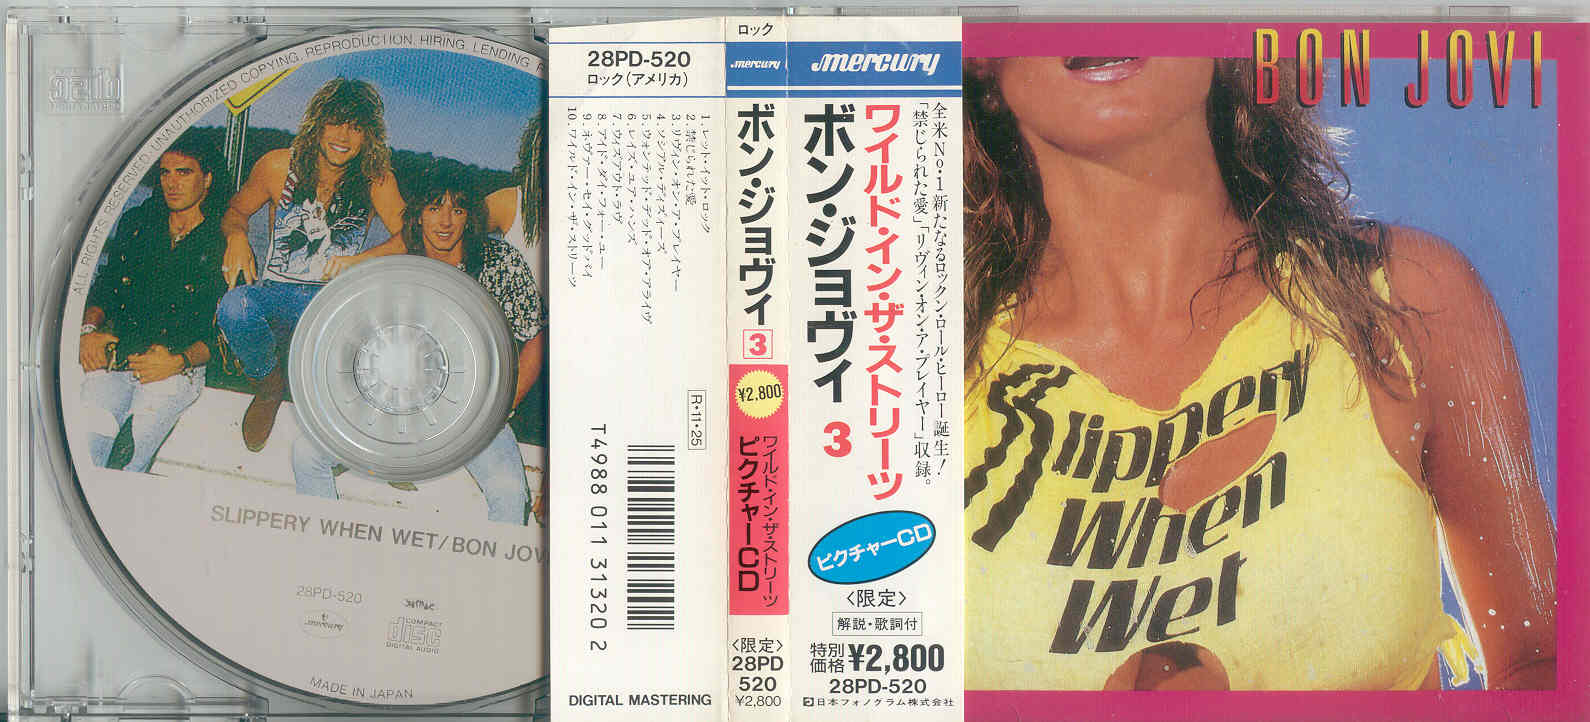 COMPACT
disc
DIGITAL AUDIO
ALL RIGHTS RESERVED. UNAUTHORIZED COPYING, REPRODUCTION, HIRING, LENDING
SLIPPERY WHEN WET/BON JOV
28PD-520
mercury
COMPACT
disc
DIGITAL AUDIO
MADE IN JAPAN
28PD-520
ロック(アメリカ)
1. レット・イット・ロック
2. 禁じられた愛
3. リヴィン・オン・ア・プレイヤー
4. ソシアル・ディズイーズ
5. ウォンテッド・デッド・オア・アライヴ
6. レイズ・ユア・ハンズ
7. ウィズアウト・ラヴ
8. アイド・ダイ・フォー・ユー
9. ネヴァー・セイ・グッドバイ
10. ワイルド・イン・ザ・ストリーツ
R・11・25
T4988 011 31320 2
DIGITAL MASTERING
ロック
mercury
ボン・ジョヴィ
3
¥2,800
ワイルド・イン・ザ・ストリーツ
ピクチャーCD
〈限定〉
28PD
520
¥2,800
mercury
全米No・1新たなるロックン・ロール・ヒーロー誕生!
「禁じられた愛」「リヴィン・オン・ア・プレイヤー」収録。
ワイルド・イン・ザ・ストリーツ
ボン・ジョヴィ 3
ピクチャーCD
〈限定〉
解説・歌詞付
特別
価格 ¥2,800
28PD-520
日本フォノグラム株式会社
BON JOVI
Slippery
When
Wet